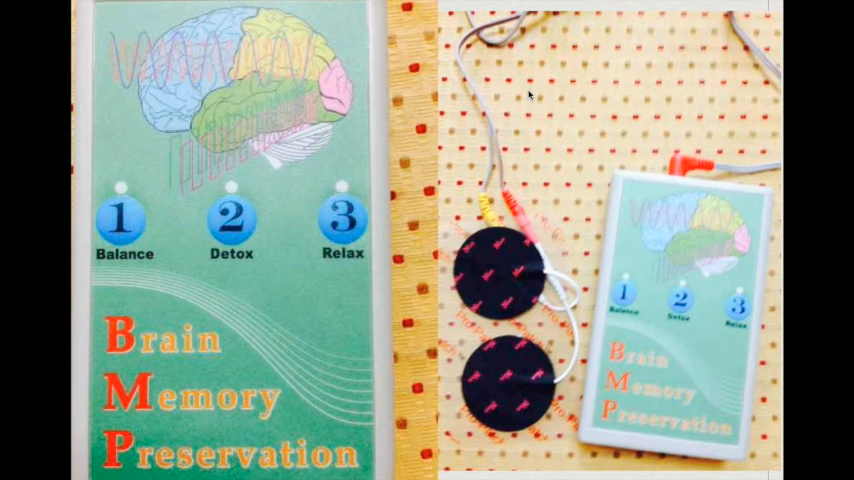 1 2 3
Balance Detox Relax
Brain
Memory
Preservation
1 2 3
Balance Detox Relax
Brain
Memory
Preservation